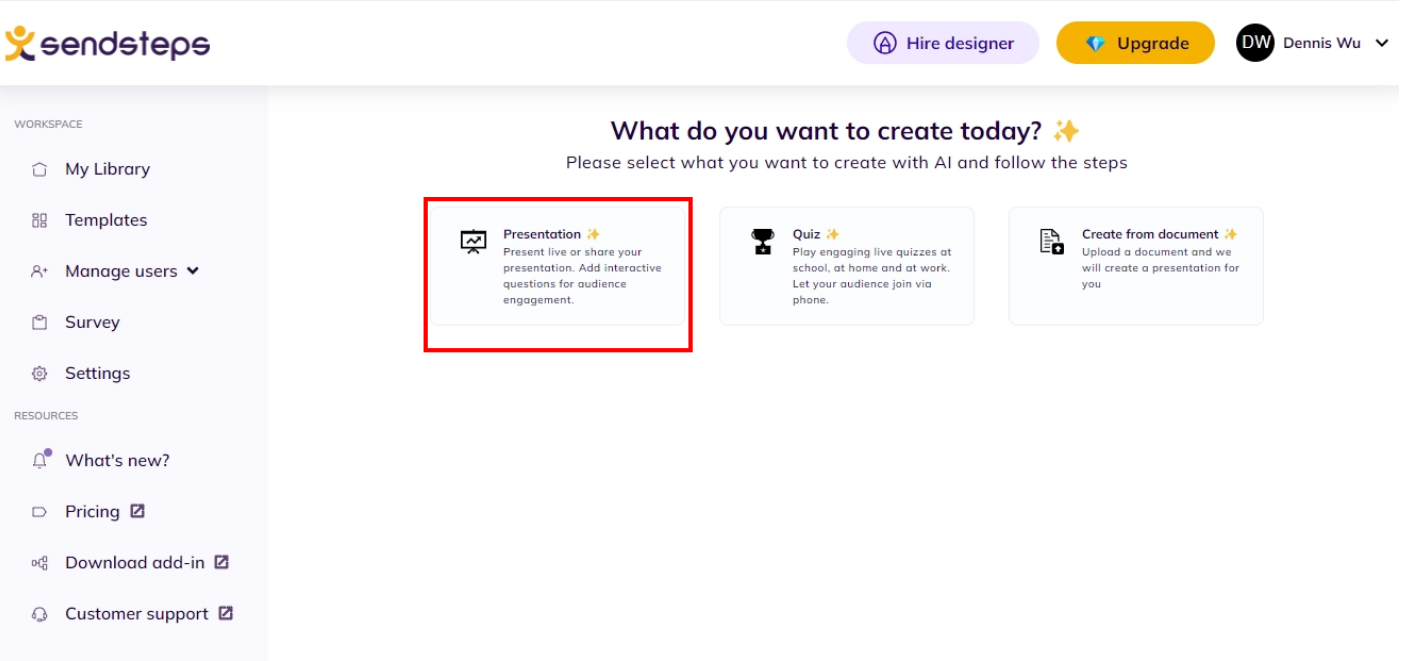 sendsteps
Hire designer
Upgrade
DW
Dennis Wu
WORKSPACE
My Library
Templates
Manage users
Survey
Settings
RESOURCES
What's new?
Pricing
Download add-in
Customer support
What do you want to create today? ✨
Please select what you want to create with AI and follow the steps
Presentation ✨
Present live or share your
presentation. Add interactive
questions for audience
engagement.
Quiz ✨
Play engaging live quizzes at
school, at home and at work.
Let your audience join via
phone.
Create from document ✨
Upload a document and we
will create a presentation for
you